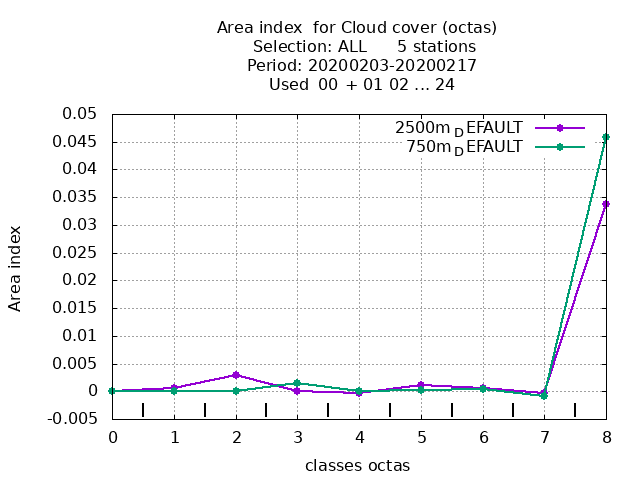 Area index  for Cloud cover (octas)
Selection: ALL      5 stations
Period: 20200203-20200217
Used  00  + 01 02 ... 24
2500m_DEFAULT
750m_DEFAULT
Area index
0.05
0.045
0.04
0.035
0.03
0.025
0.02
0.015
0.01
0.005
0
-0.005
0 1 2 3 4 5 6 7 8
classes octas